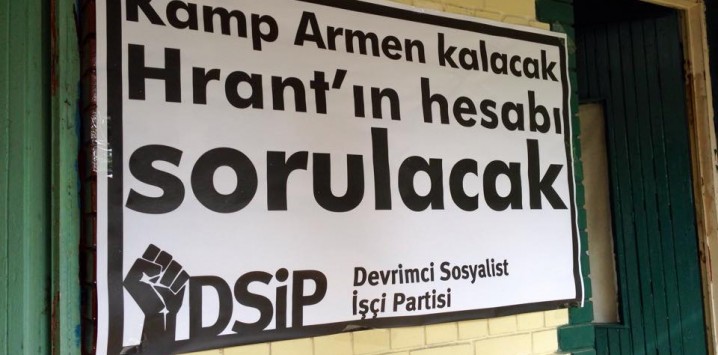 Kamp Armen kalacak
Hrant'ın hesabı
sorulacak
DSİP
Devrimci Sosyalist
İşçi Partisi